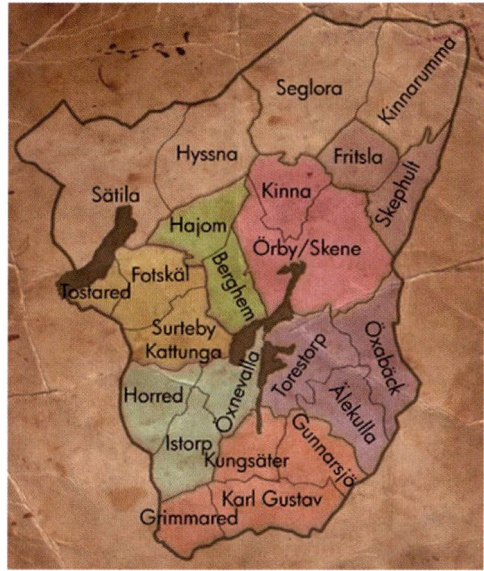 Seglora
Kinnarumma
Hyssna
Fritsla
Kinna
Skephult
Sätila
Hajom
Örby/Skene
Fotskäl
Berghem
Tostared
Surteby
Kattunga
Öxabäck
Torestorp
Öxnevalla
Horred
Älekulla
Istorp
Gunnarsjö
Kungsäter
Karl Gustav
Grimmared